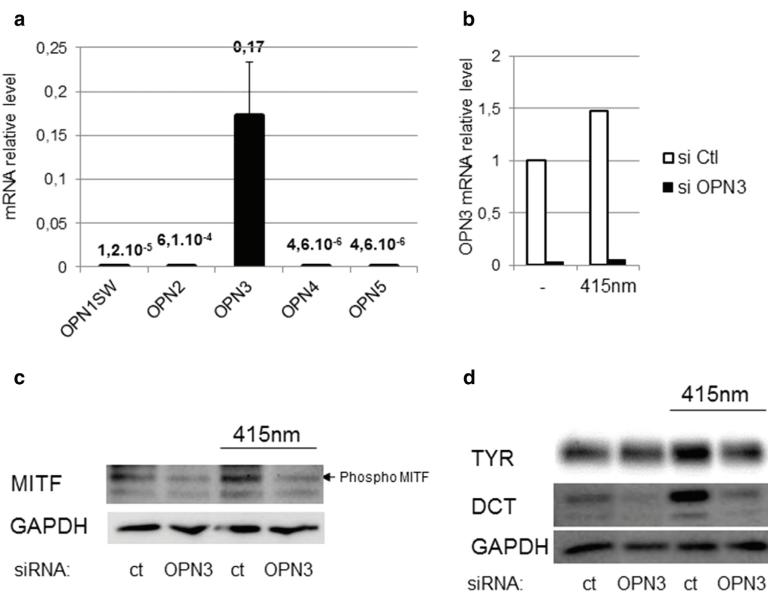 a
mRNA relative level
0,25
0,2
0,15
0,1
0,05
0
1,2.10-5
6,1.10-4
0,17
4,6.10-6
4,6.10-6
OPN1SW
OPN2
OPN3
OPN4
OPN5
b
OPN3 mRNA relative level
2
1,5
1
0,5
0
-
415nm
si Ctl
si OPN3
c
415nm
MITF
Phospho MITF
GAPDH
siRNA: ct OPN3 ct OPN3
d
415nm
TYR
DCT
GAPDH
siRNA: ct OPN3 ct OPN3